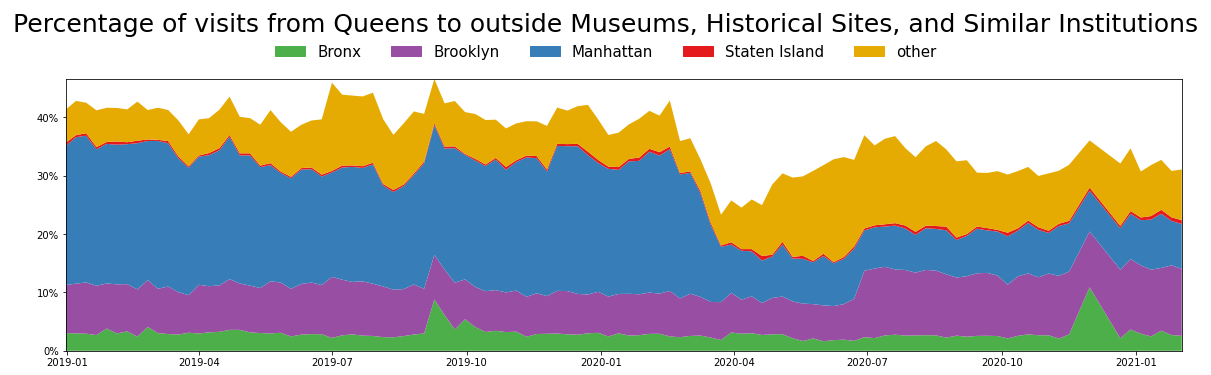 Percentage of visits from Queens to outside Museums, Historical Sites, and Similar Institutions
Bronx Brooklyn Manhattan Staten Island other
40%
30%
20%
10%
0%
2019-01 2019-04 2019-07 2019-10 2020-01 2020-04 2020-07 2020-10 2021-01